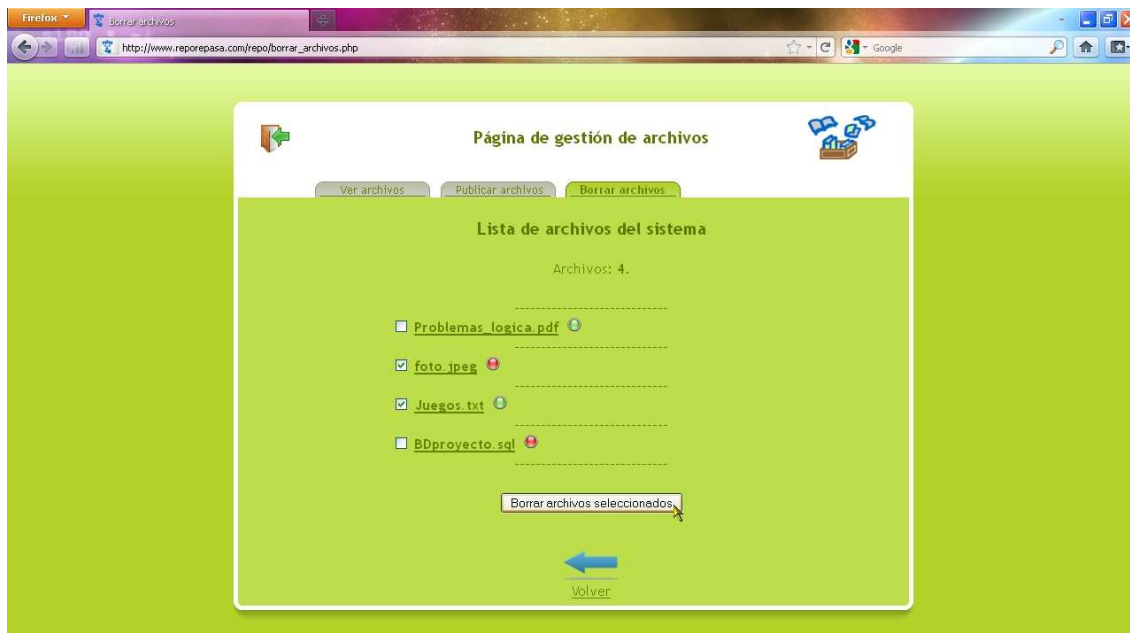 Firefox
Borrar archivos
http://www.reporepasa.com/repo/borrar_archivos.php
Google
Página de gestión de archivos
Ver archivos Publicar archivos Borrar archivos
Lista de archivos del sistema
Archivos: 4.
Problemas_logica.pdf
foto.jpeg
Juegos.txt
BDproyecto.sql
Borrar archivos seleccionados
Volver